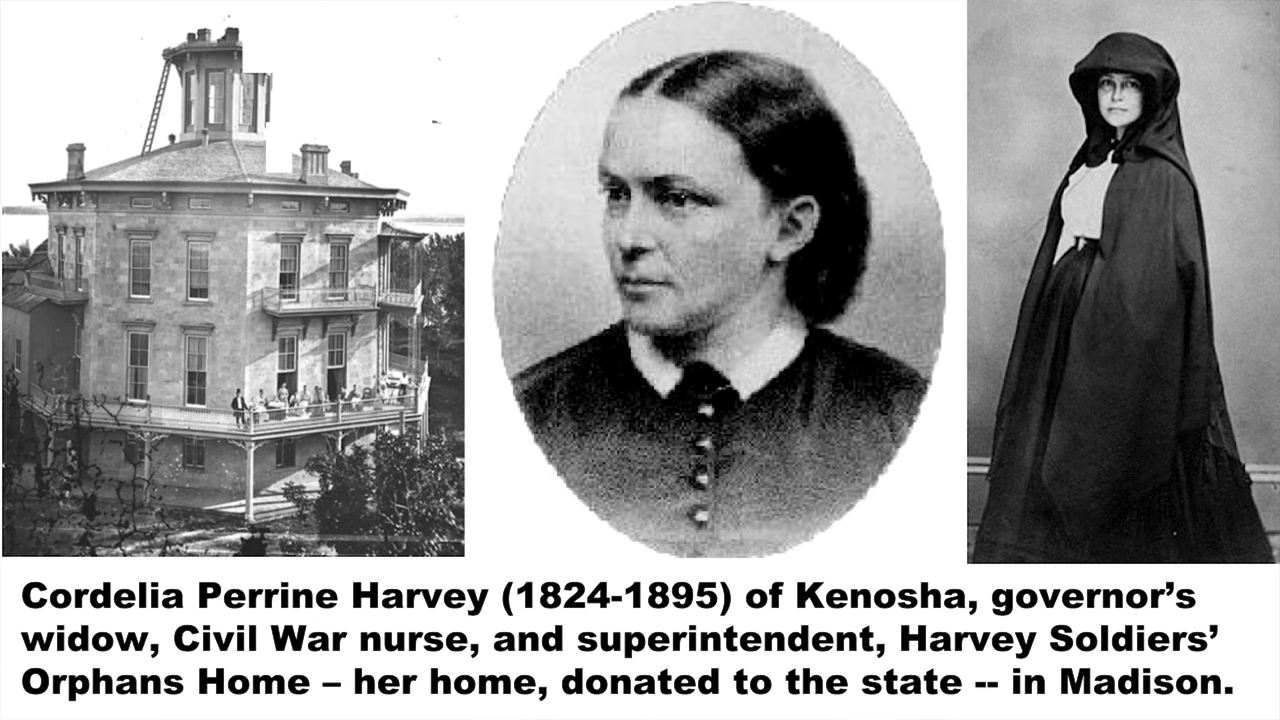 Cordelia Perrine Harvey (1824-1895) of Kenosha, governor’s
widow, Civil War nurse, and superintendent, Harvey Soldiers’
Orphans Home – her home, donated to the state -- in Madison.